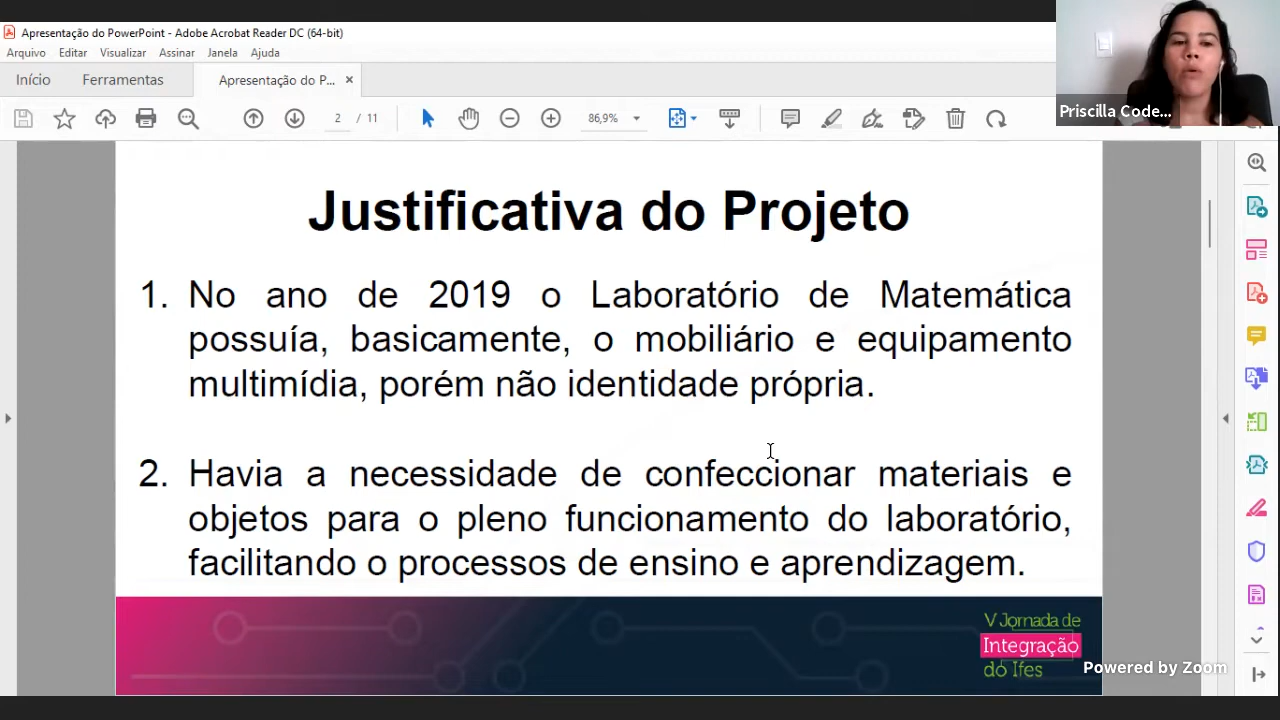 Apresentação do PowerPoint - Adobe Acrobat Reader DC (64-bit)
Arquivo Editar Visualizar Assinar Janela Ajuda
Início Ferramentas Apresentação do P... ×
2 / 11 86,9%
Priscilla Code...
Justificativa do Projeto
1. No ano de 2019 o Laboratório de Matemática
possuía, basicamente, o mobiliário e equipamento
multimídia, porém não identidade própria.
2. Havia a necessidade de confeccionar materiais e
objetos para o pleno funcionamento do laboratório,
facilitando o processos de ensino e aprendizagem.
V Jornada de
Integração
do Ifes
Powered by Zoom